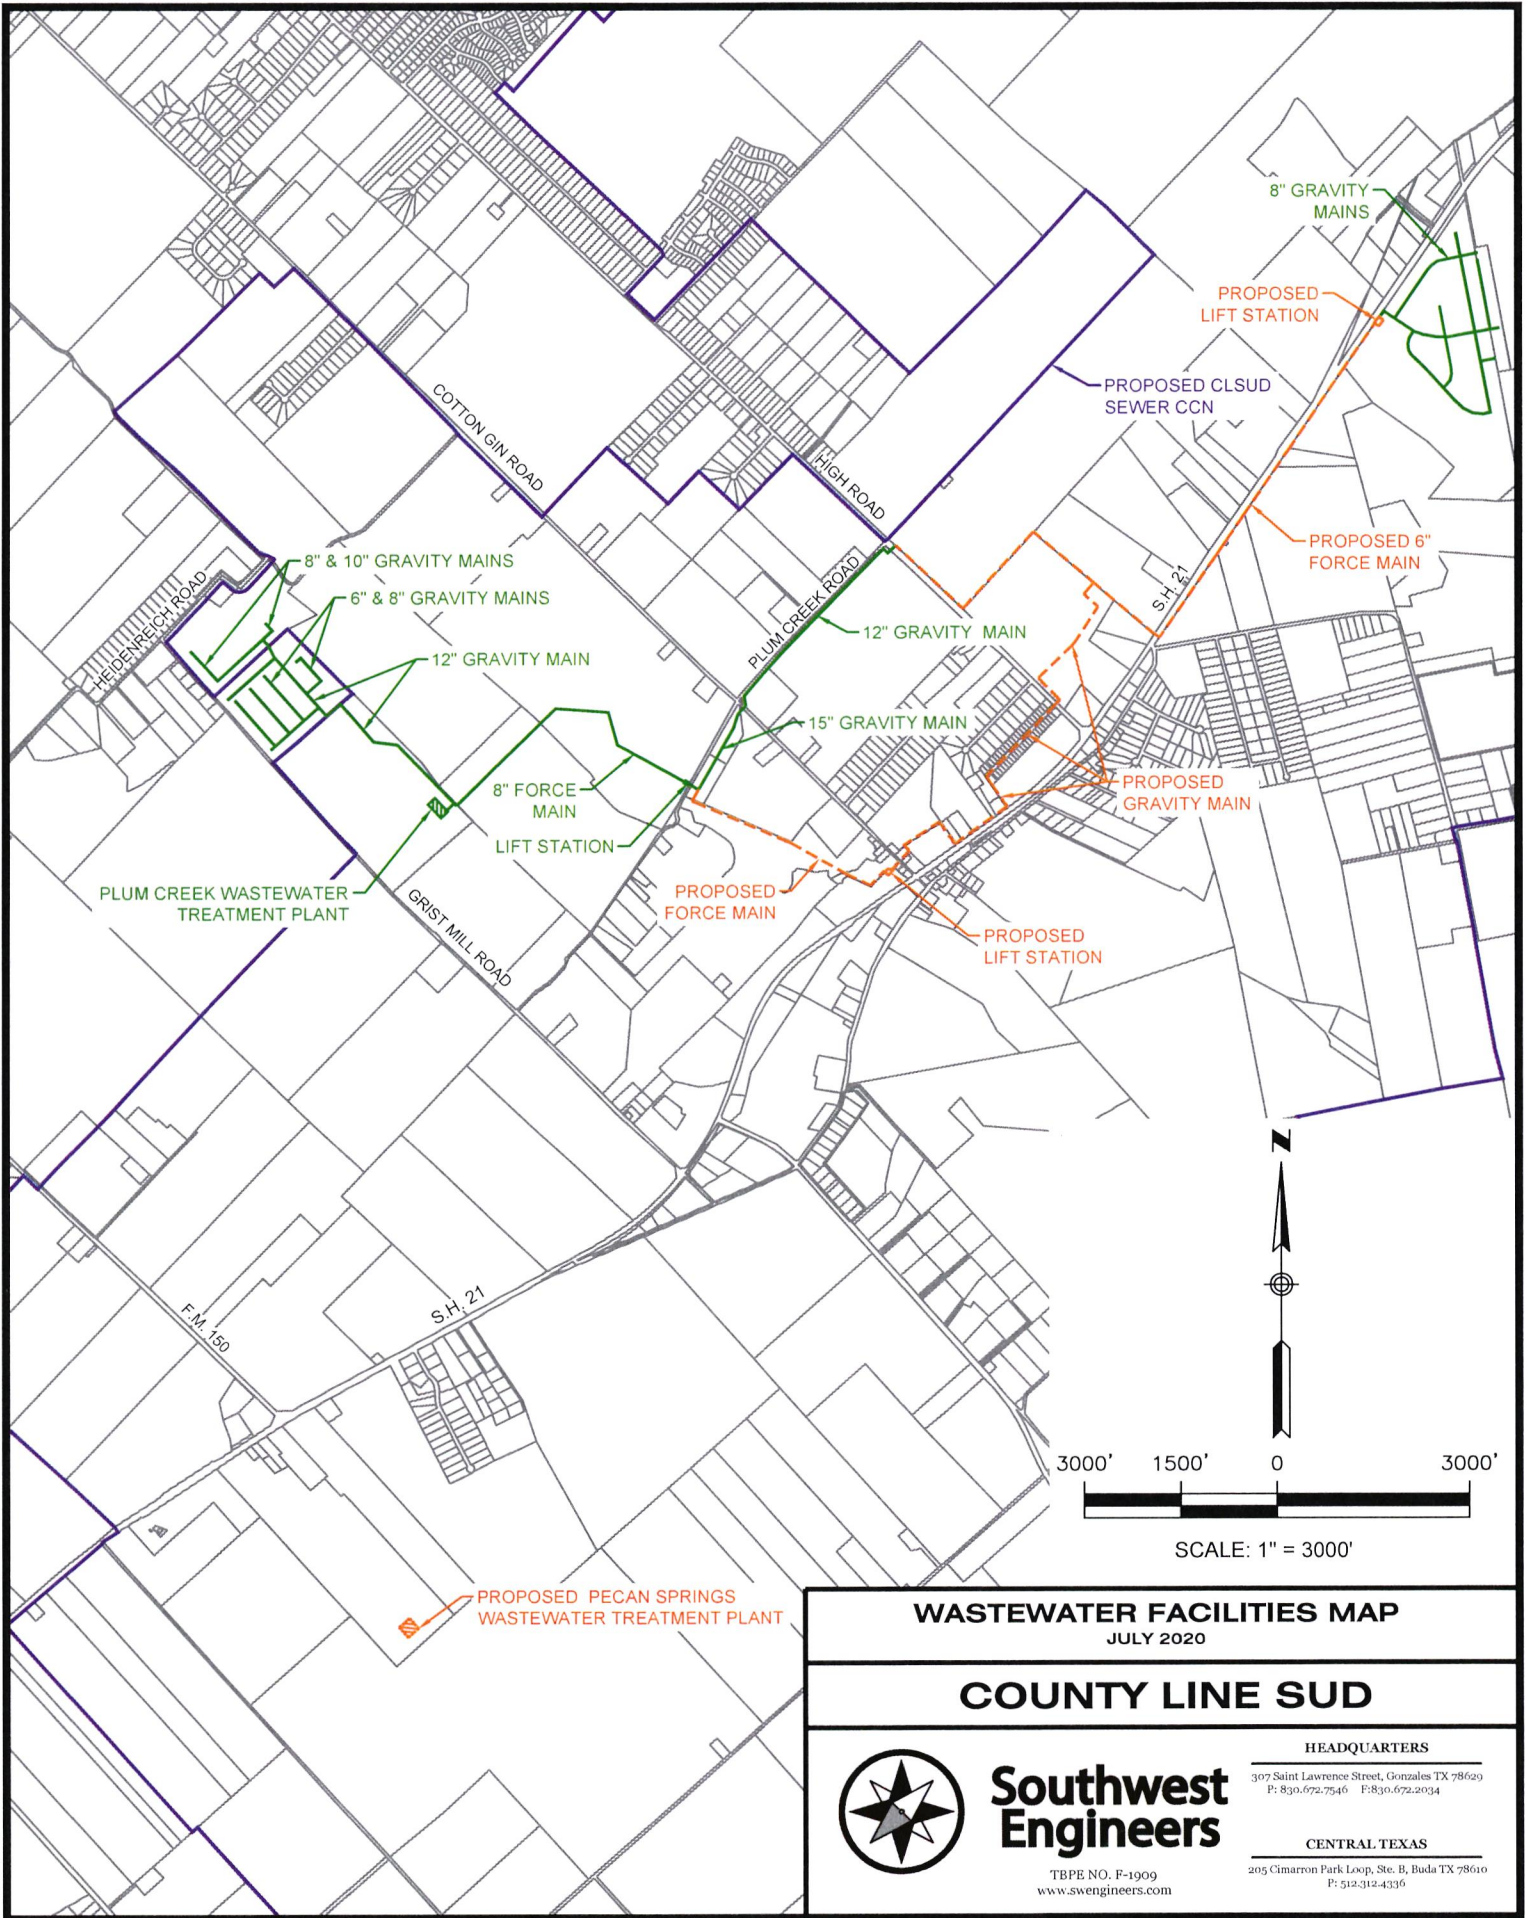 8" GRAVITY
MAINS
PROPOSED
LIFT STATION
PROPOSED CLSUD
SEWER CCN
COTTON GIN ROAD
HIGH ROAD
PROPOSED 6"
FORCE MAIN
S.H. 21
8" & 10" GRAVITY MAINS
6" & 8" GRAVITY MAINS
HEIDENREICH ROAD
PLUM CREEK ROAD
12" GRAVITY MAIN
12" GRAVITY MAIN
15" GRAVITY MAIN
8" FORCE
MAIN
LIFT STATION
PROPOSED
GRAVITY MAIN
PLUM CREEK WASTEWATER
TREATMENT PLANT
GRIST MILL ROAD
PROPOSED
FORCE MAIN
PROPOSED
LIFT STATION
N
F.M. 150
S.H. 21
3000' 1500' 0 3000'
SCALE: 1" = 3000'
PROPOSED PECAN SPRINGS
WASTEWATER TREATMENT PLANT
WASTEWATER FACILITIES MAP
JULY 2020
COUNTY LINE SUD
Southwest
Engineers
TBPE NO. F-1909
www.swengineers.com
HEADQUARTERS
307 Saint Lawrence Street, Gonzales TX 78629
P: 830.672.7546 F:830.672.2034
CENTRAL TEXAS
205 Cimarron Park Loop, Ste. B, Buda TX 78610
P: 512.312.4336